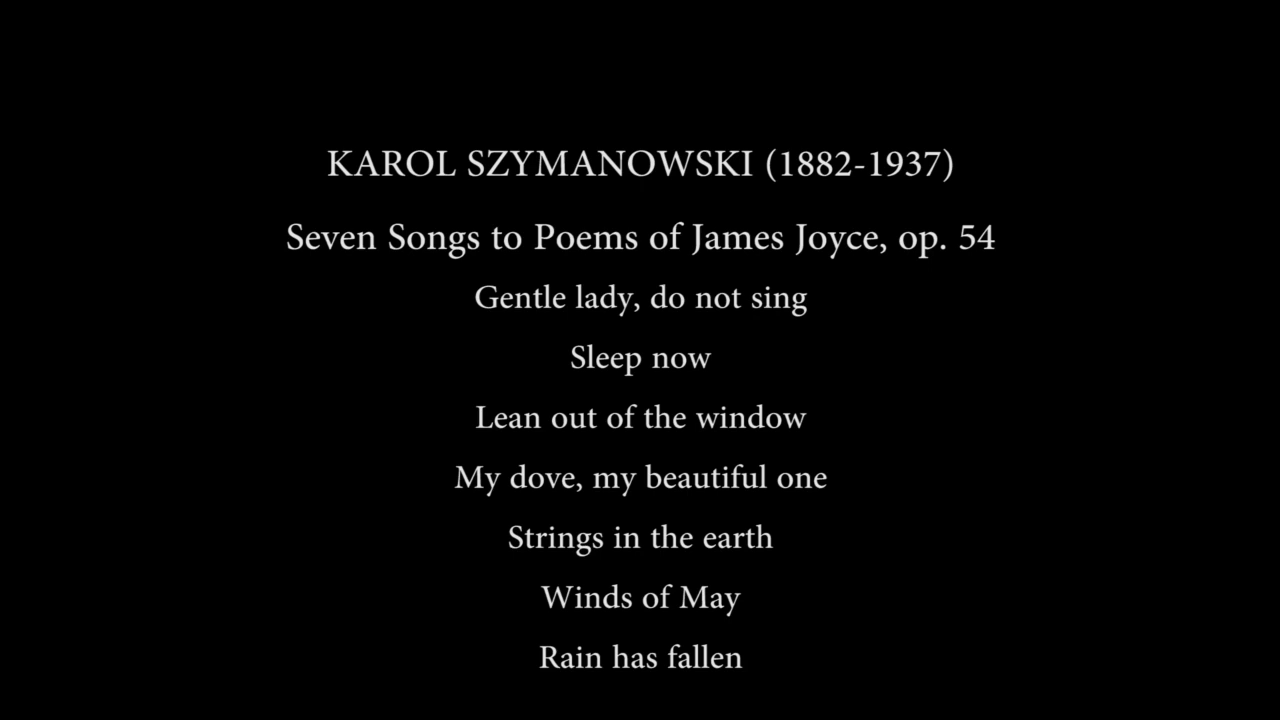 KAROL SZYMANOWSKI (1882-1937)
Seven Songs to Poems of James Joyce, op. 54
Gentle lady, do not sing
Sleep now
Lean out of the window
My dove, my beautiful one
Strings in the earth
Winds of May
Rain has fallen